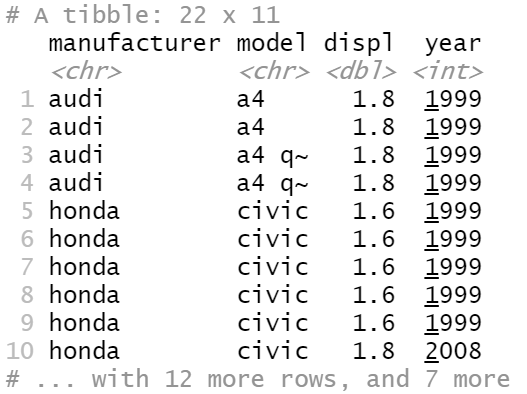 # A tibble: 22 x 11
manufacturer model displ year
<chr> <chr> <dbl> <int>
1 audi a4 1.8 1999
2 audi a4 1.8 1999
3 audi a4 q~ 1.8 1999
4 audi a4 q~ 1.8 1999
5 honda civic 1.6 1999
6 honda civic 1.6 1999
7 honda civic 1.6 1999
8 honda civic 1.6 1999
9 honda civic 1.6 1999
10 honda civic 1.8 2008
# ... with 12 more rows, and 7 more